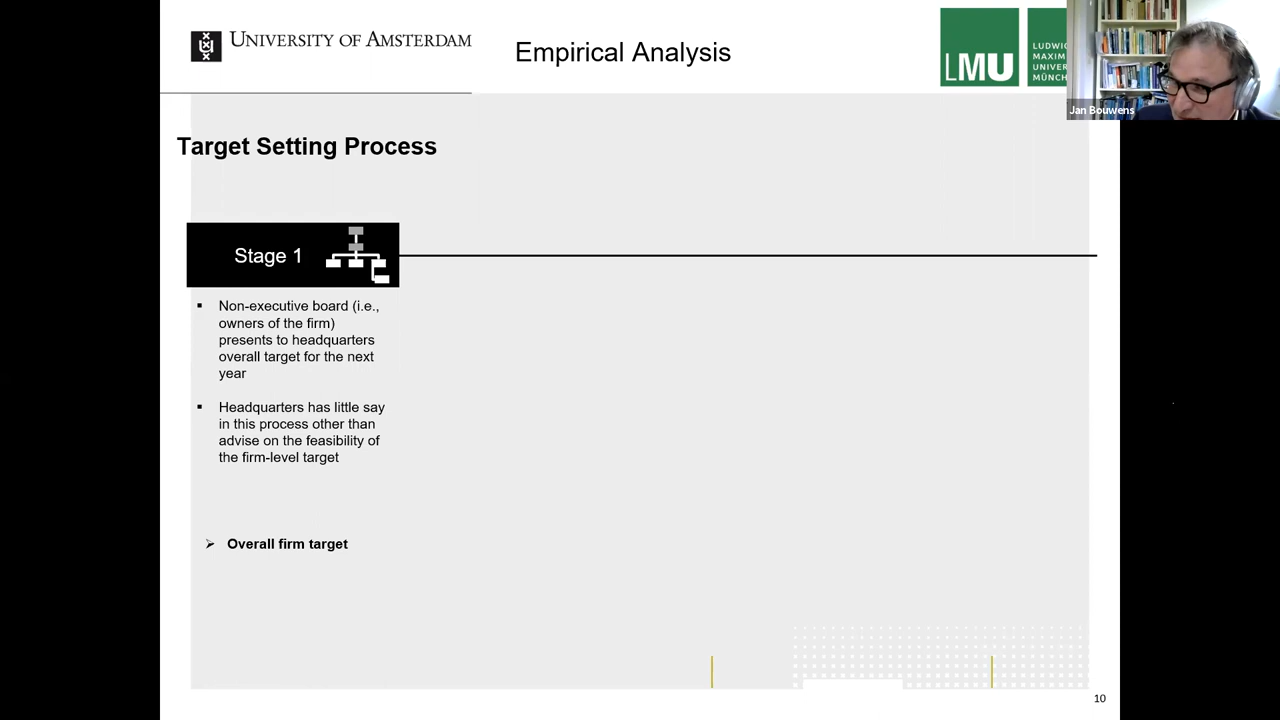 UNIVERSITY OF AMSTERDAM
Empirical Analysis
LMU
LUDWIG
MAXIM
UNIVER
MÜNCH
Jan Bouwens
Target Setting Process
Stage 1
▪ Non-executive board (i.e.,
owners of the firm)
presents to headquarters
overall target for the next
year
▪ Headquarters has little say
in this process other than
advise on the feasibility of
the firm-level target
➢ Overall firm target
10